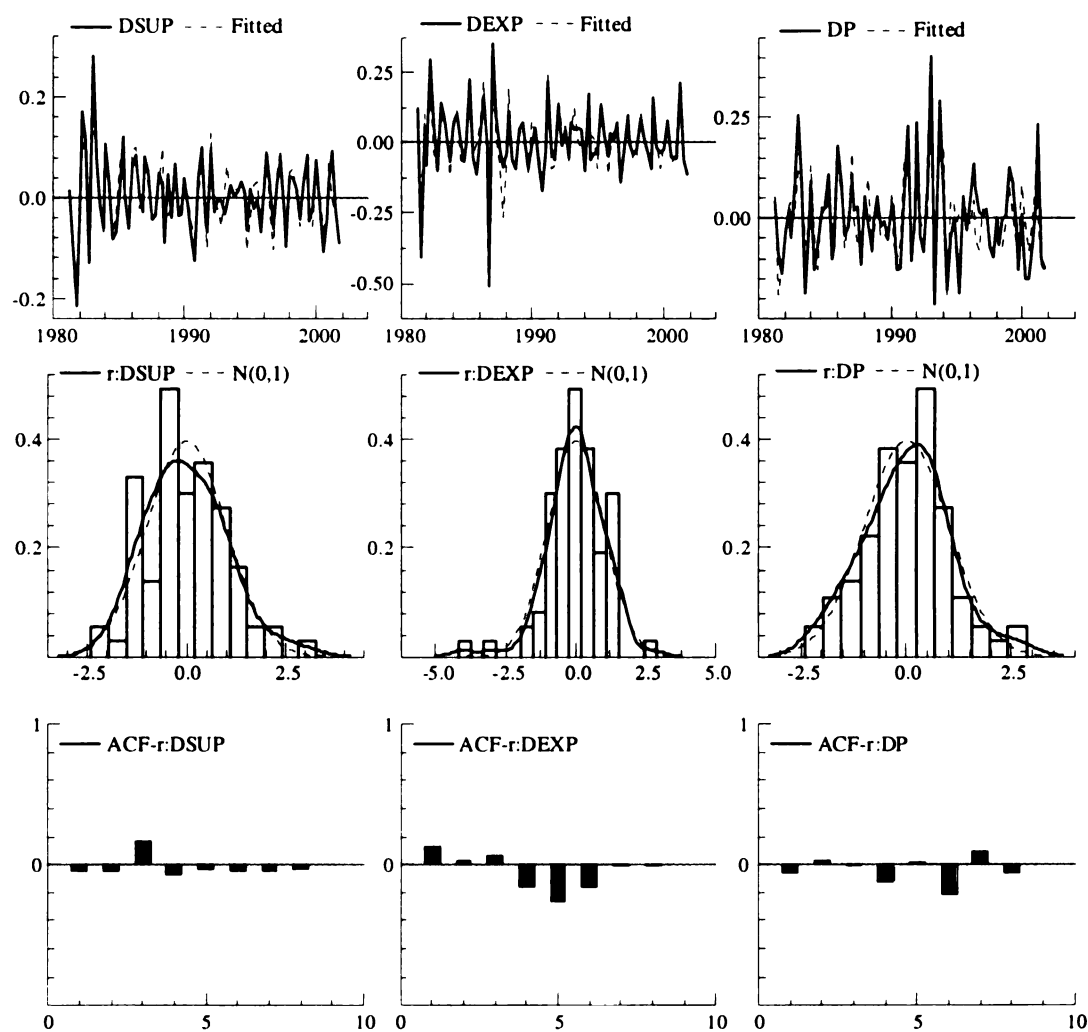 DSUP Fitted
DEXP Fitted
DP Fitted
0.2
0.0
-0.2
1980 1990 2000
0.25
0.00
-0.25
-0.50
1980 1990 2000
0.25
0.00
1980 1990 2000
r:DSUP N(0,1)
r:DEXP N(0,1)
r:DP N(0,1)
0.4
0.2
-2.5 0.0 2.5
0.4
0.2
-5.0 -2.5 0.0 2.5 5.0
0.4
0.2
-2.5 0.0 2.5
1
ACF-r:DSUP
0
0 5 10
1
ACF-r:DEXP
0
0 5 10
1
ACF-r:DP
0
0 5 10